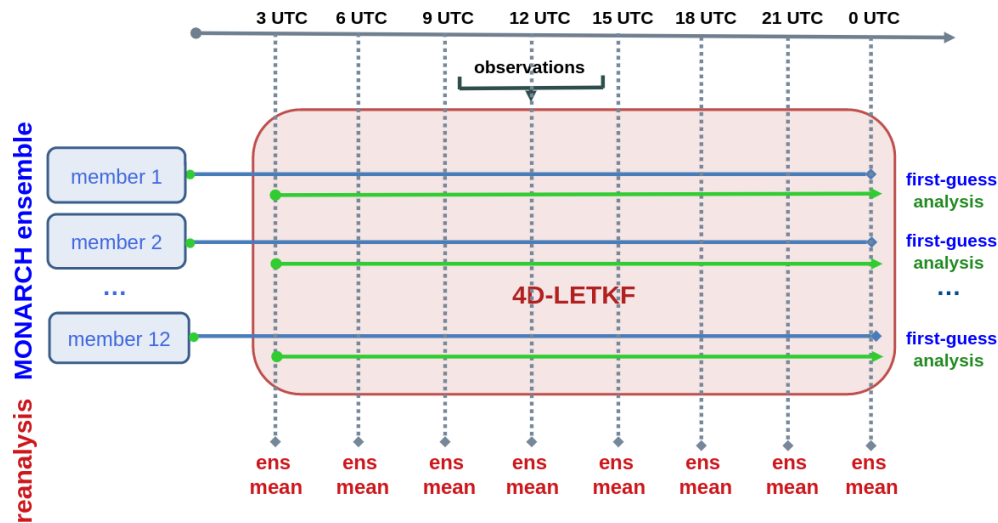 3 UTC 6 UTC 9 UTC 12 UTC 15 UTC 18 UTC 21 UTC 0 UTC
observations
MONARCH ensemble
member 1
first-guess
analysis
member 2
first-guess
analysis
...
4D-LETKF
...
member 12
first-guess
analysis
reanalysis
ens ens ens ens ens ens ens ens
mean mean mean mean mean mean mean mean